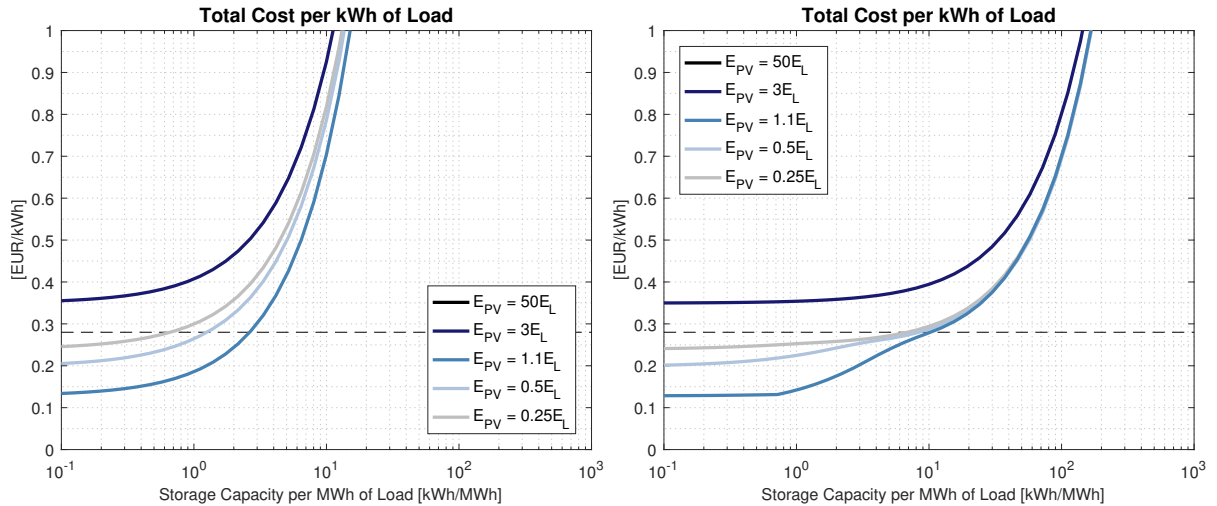 Total Cost per kWh of Load
1
0.9
0.8
0.7
0.6
0.5
0.4
0.3
0.2
0.1
0
[EUR/kWh]
E_PV = 50E_L
E_PV = 3E_L
E_PV = 1.1E_L
E_PV = 0.5E_L
E_PV = 0.25E_L
10^-1 10^0 10^1 10^2 10^3
Storage Capacity per MWh of Load [kWh/MWh]
Total Cost per kWh of Load
1
0.9
0.8
0.7
0.6
0.5
0.4
0.3
0.2
0.1
0
[EUR/kWh]
E_PV = 50E_L
E_PV = 3E_L
E_PV = 1.1E_L
E_PV = 0.5E_L
E_PV = 0.25E_L
10^-1 10^0 10^1 10^2 10^3
Storage Capacity per MWh of Load [kWh/MWh]